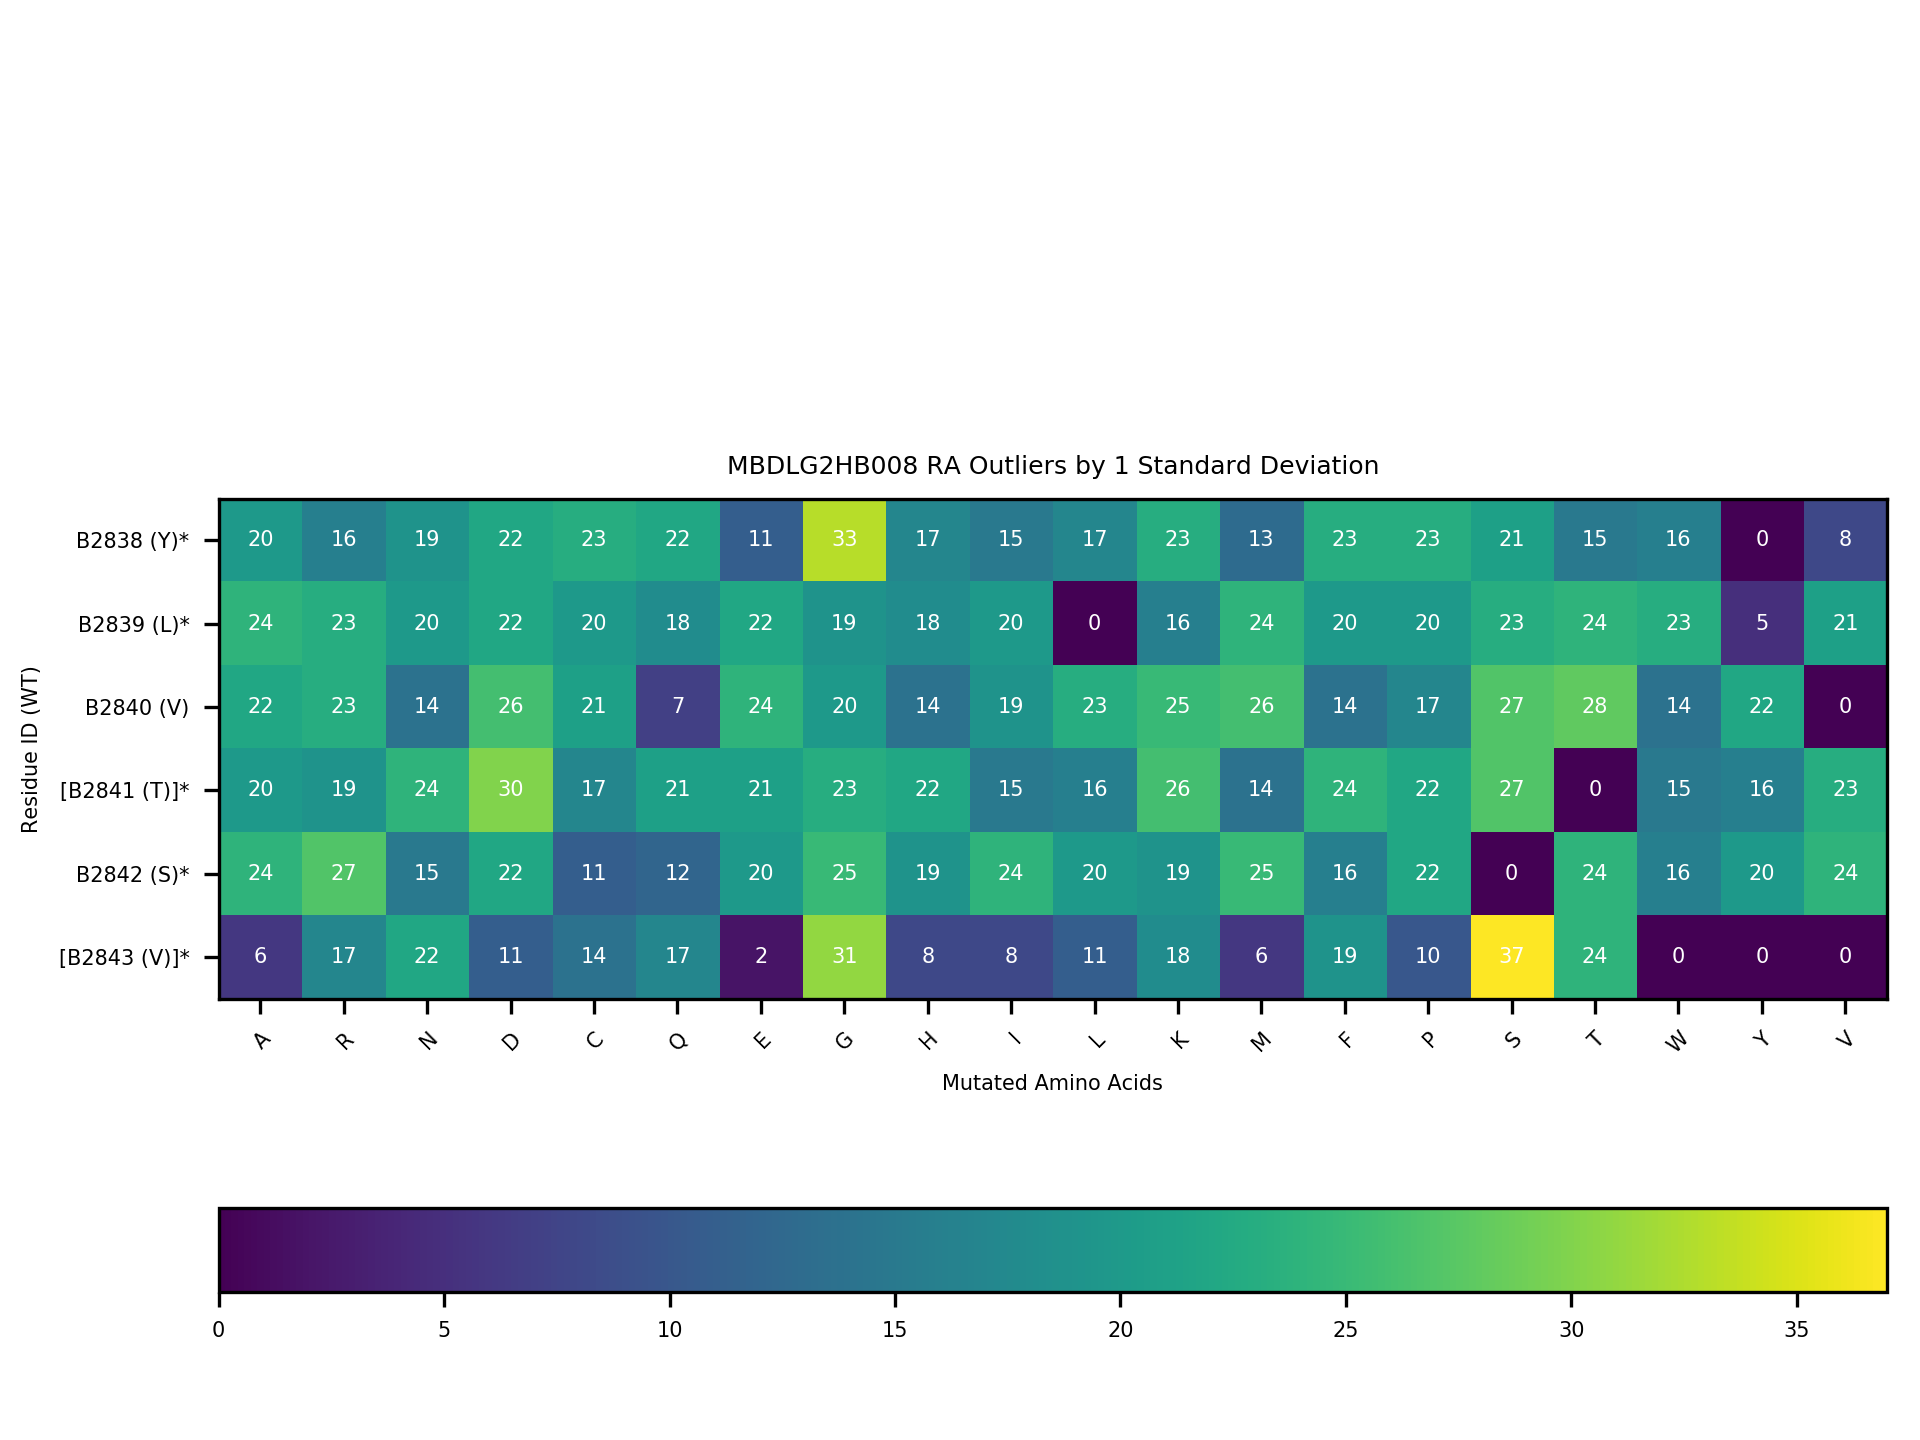 MBDLG2HB008 RA Outliers by 1 Standard Deviation
Residue ID (WT)
B2838 (Y)* 20 16 19 22 23 22 11 33 17 15 17 23 13 23 23 21 15 16 0 8
B2839 (L)* 24 23 20 22 20 18 22 19 18 20 0 16 24 20 20 23 24 23 5 21
B2840 (V) 22 23 14 26 21 7 24 20 14 19 23 25 26 14 17 27 28 14 22 0
[B2841 (T)]* 20 19 24 30 17 21 21 23 22 15 16 26 14 24 22 27 0 15 16 23
B2842 (S)* 24 27 15 22 11 12 20 25 19 24 20 19 25 16 22 0 24 16 20 24
[B2843 (V)]* 6 17 22 11 14 17 2 31 8 8 11 18 6 19 10 37 24 0 0 0
A R N D C Q E G H I L K M F P S T W Y V
Mutated Amino Acids
0 5 10 15 20 25 30 35